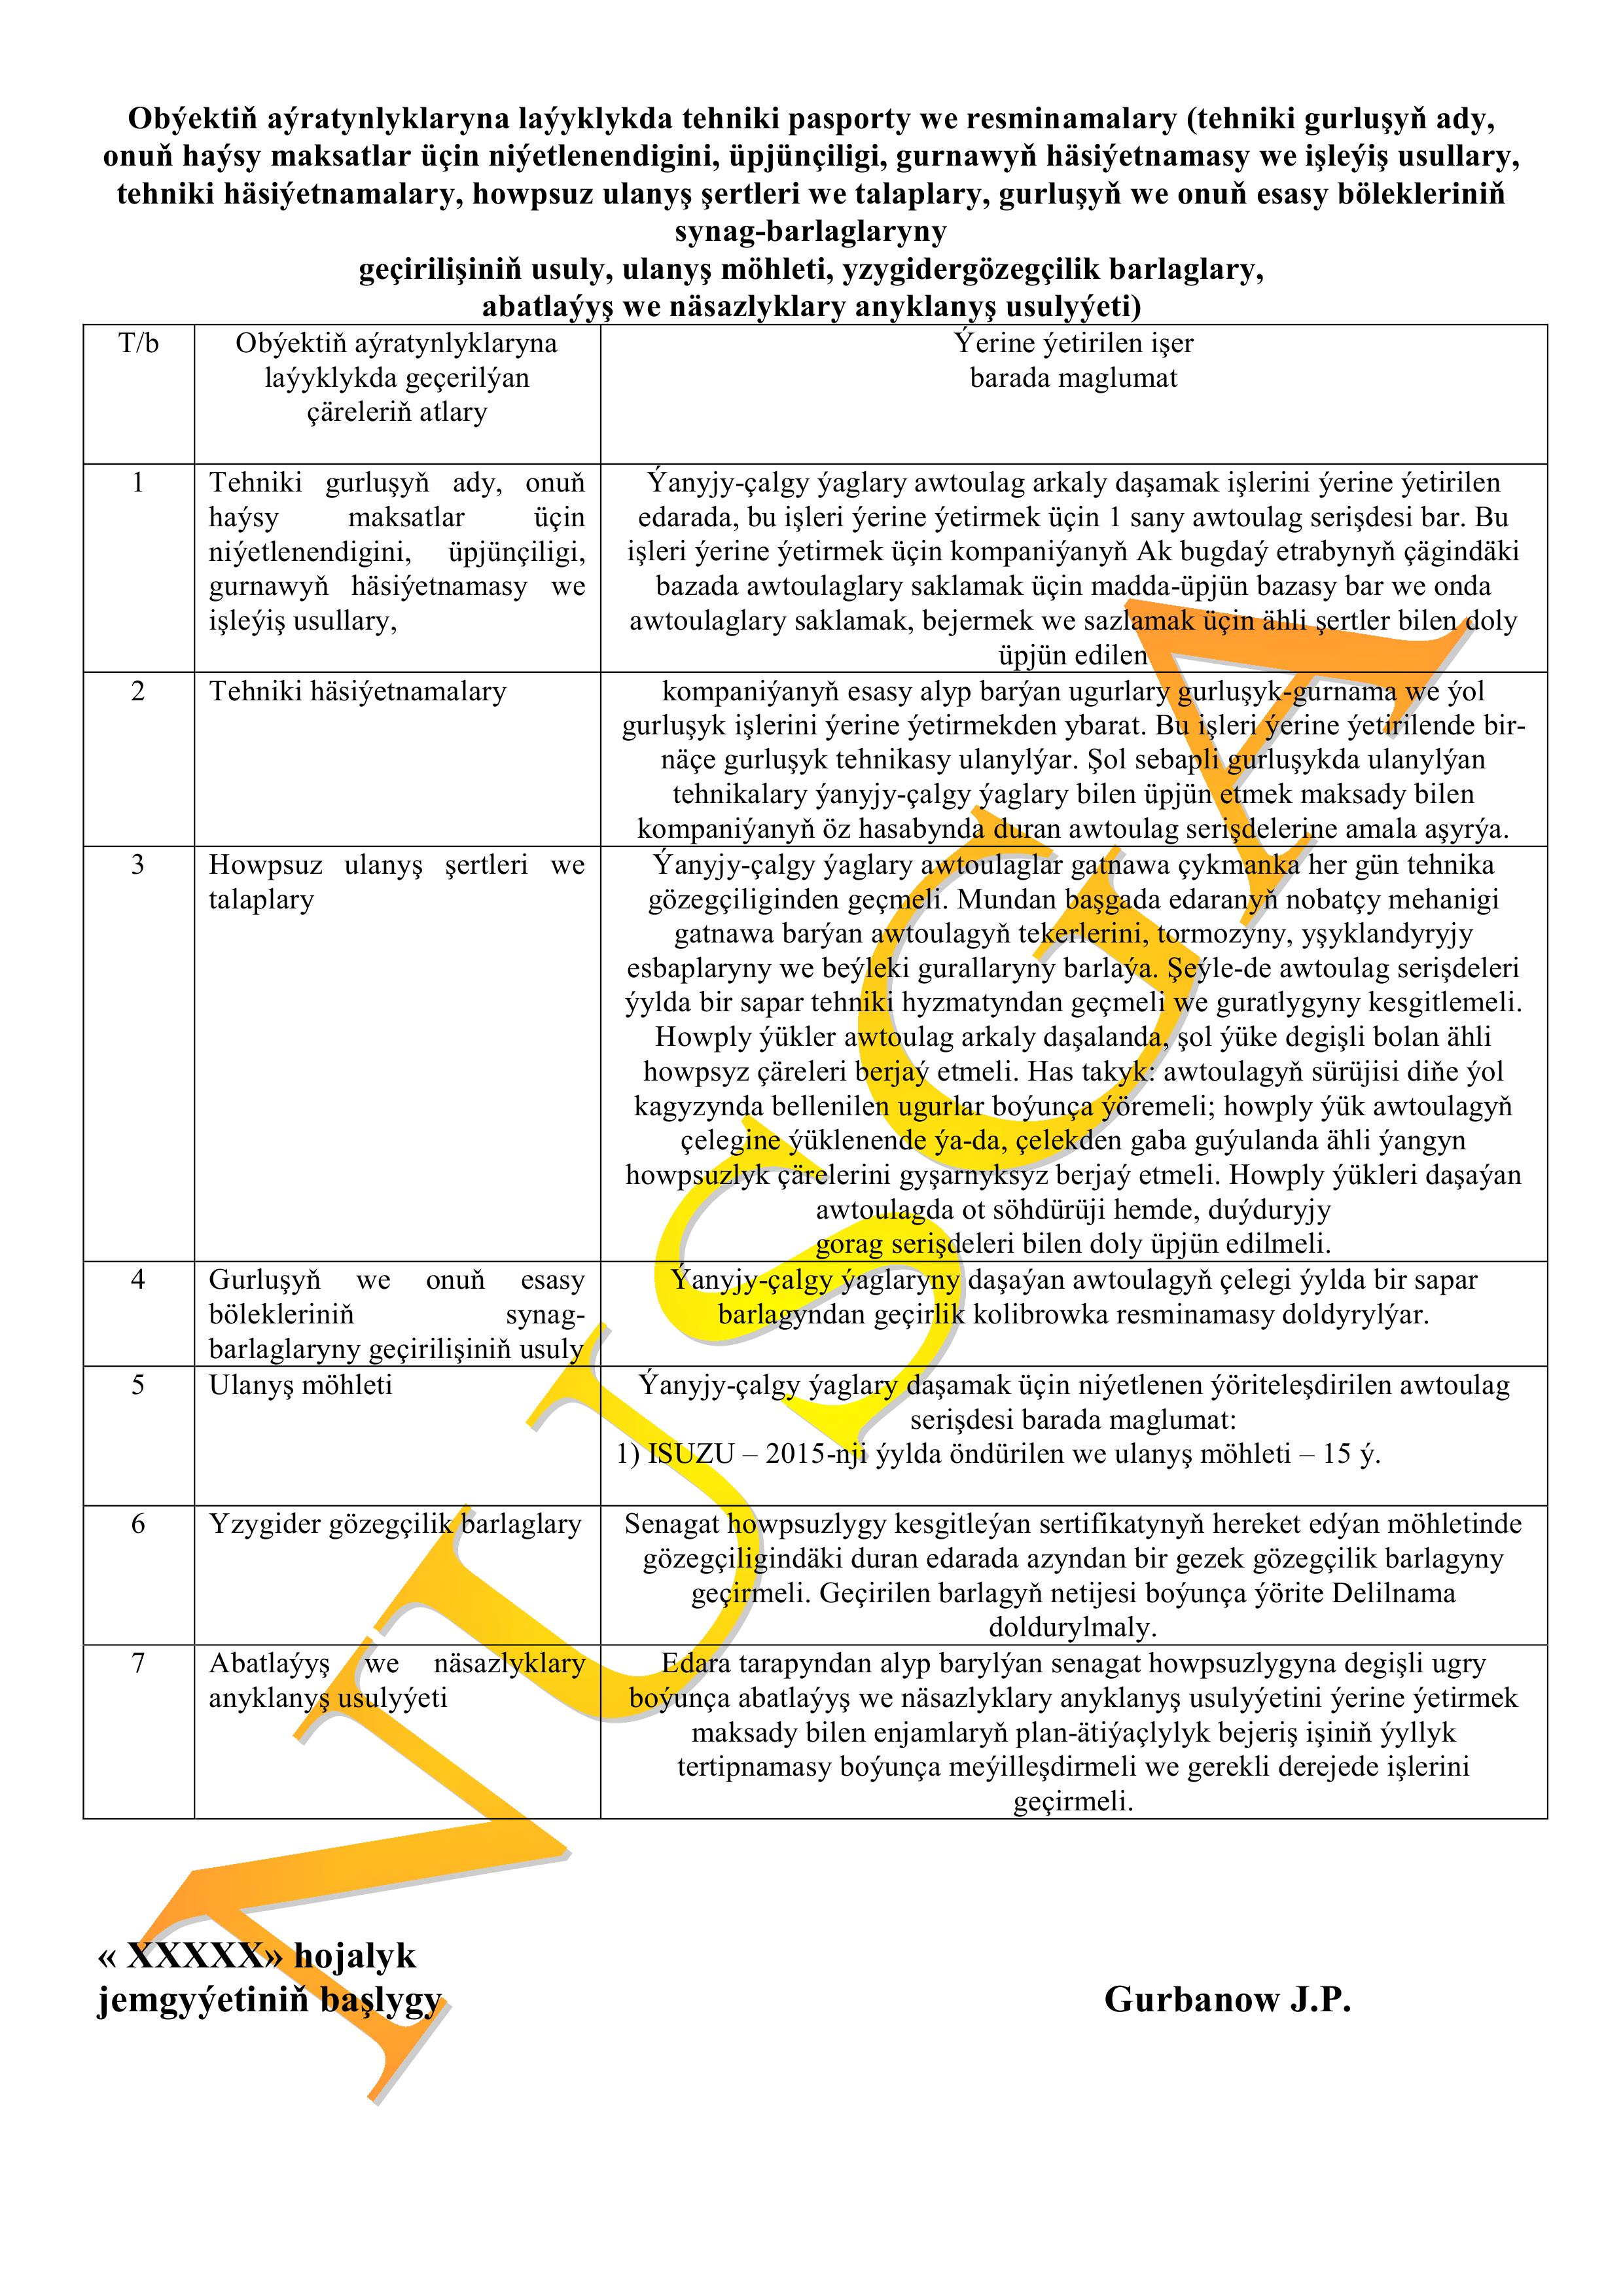 Obýektiň aýratynlyklaryna laýyklykda tehniki pasporty we resminamalary (tehniki gurluşyň ady,
onuň haýsy maksatlar üçin niýetlenendigini, üpjünçiligi, gurnawyň häsiýetnamasy we işleýiş usullary,
tehniki häsiýetnamalary, howpsuz ulanyş şertleri we talaplary, gurluşyň we onuň esasy bölekleriniň
synag-barlaglaryny
geçirilişiniň usuly, ulanyş möhleti, yzygidergözegçilik barlaglary,
abatlaýyş we näsazlyklary anyklanyş usulyýeti)
T/b
Obýektiň aýratynlyklaryna
laýyklykda geçerilýan
çäreleriň atlary
Ýerine ýetirilen işer
barada maglumat
1
Tehniki gurluşyň ady, onuň
haýsy maksatlar üçin
niýetlenendigini, üpjünçiligi,
gurnawyň häsiýetnamasy we
işleýiş usullary,
Ýanyjy-çalgy ýaglary awtoulag arkaly daşamak işlerini ýerine ýetirilen
edarada, bu işleri ýerine ýetirmek üçin 1 sany awtoulag serişdesi bar. Bu
işleri ýerine ýetirmek üçin kompaniýanyň Ak bugdaý etrabynyň çägindäki
bazada awtoulaglary saklamak üçin madda-üpjün bazasy bar we onda
awtoulaglary saklamak, bejermek we sazlamak üçin ähli şertler bilen doly
üpjün edilen
2
Tehniki häsiýetnamalary
kompaniýanyň esasy alyp barýan ugurlary gurluşyk-gurnama we ýol
gurluşyk işlerini ýerine ýetirmekden ybarat. Bu işleri ýerine ýetirilende bir-
näçe gurluşyk tehnikasy ulanylýar. Şol sebapli gurluşykda ulanylýan
tehnikalary ýanyjy-çalgy ýaglary bilen üpjün etmek maksady bilen
kompaniýanyň öz hasabynda duran awtoulag serişdelerine amala aşyrýa.
3
Howpsuz ulanyş şertleri we
talaplary
Ýanyjy-çalgy ýaglary awtoulaglar gatnawa çykmanka her gün tehnika
gözegçiliginden geçmeli. Mundan başgada edaranyň nobatçy mehanigi
gatnawa barýan awtoulagyň tekerlerini, tormozyny, yşyklandyryjy
esbaplaryny we beýleki gurallaryny barlaýa. Şeýle-de awtoulag serişdeleri
ýylda bir sapar tehniki hyzmatyndan geçmeli we guratlygyny kesgitlemeli.
Howply ýükler awtoulag arkaly daşalanda, şol ýüke degişli bolan ähli
howpsyz çäreleri berjaý etmeli. Has takyk: awtoulagyň sürüjisi diňe ýol
kagyzynda bellenilen ugurlar boýunça ýöremeli; howply ýük awtoulagyň
çelegine ýüklenende ýa-da, çelekden gaba guýulanda ähli ýangyn
howpsuzlyk çärelerini gyşarnyksyz berjaý etmeli. Howply ýükleri daşaýan
awtoulagda ot söhdürüji hemde, duýduryjy
gorag serişdeleri bilen doly üpjün edilmeli.
4
Gurluşyň we onuň esasy
bölekleriniň synag-
barlaglaryny geçirilişiniň usuly
Ýanyjy-çalgy ýaglaryny daşaýan awtoulagyň çelegi ýylda bir sapar
barlagyndan geçirlik kolibrowka resminamasy doldyrylýar.
5
Ulanyş möhleti
Ýanyjy-çalgy ýaglary daşamak üçin niýetlenen ýöriteleşdirilen awtoulag
serişdesi barada maglumat:
1) ISUZU – 2015-nji ýylda öndürilen we ulanyş möhleti – 15 ý.
6
Yzygider gözegçilik barlaglary
Senagat howpsuzlygy kesgitleýan sertifikatynyň hereket edýan möhletinde
gözegçiligindäki duran edarada azyndan bir gezek gözegçilik barlagyny
geçirmeli. Geçirilen barlagyň netijesi boýunça ýörite Delilnama
doldurylmaly.
7
Abatlaýyş we näsazlyklary
anyklanyş usulyýeti
Edara tarapyndan alyp barylýan senagat howpsuzlygyna degişli ugry
boýunça abatlaýyş we näsazlyklary anyklanyş usulyýetini ýerine ýetirmek
maksady bilen enjamlaryň plan-ätiýaçlylyk bejeriş işiniň ýyllyk
tertipnamasy boýunça meýilleşdirmeli we gerekli derejede işlerini
geçirmeli.
« XXXXX» hojalyk
jemgyýetiniň başlygy
Gurbanow J.P.
NUSGA